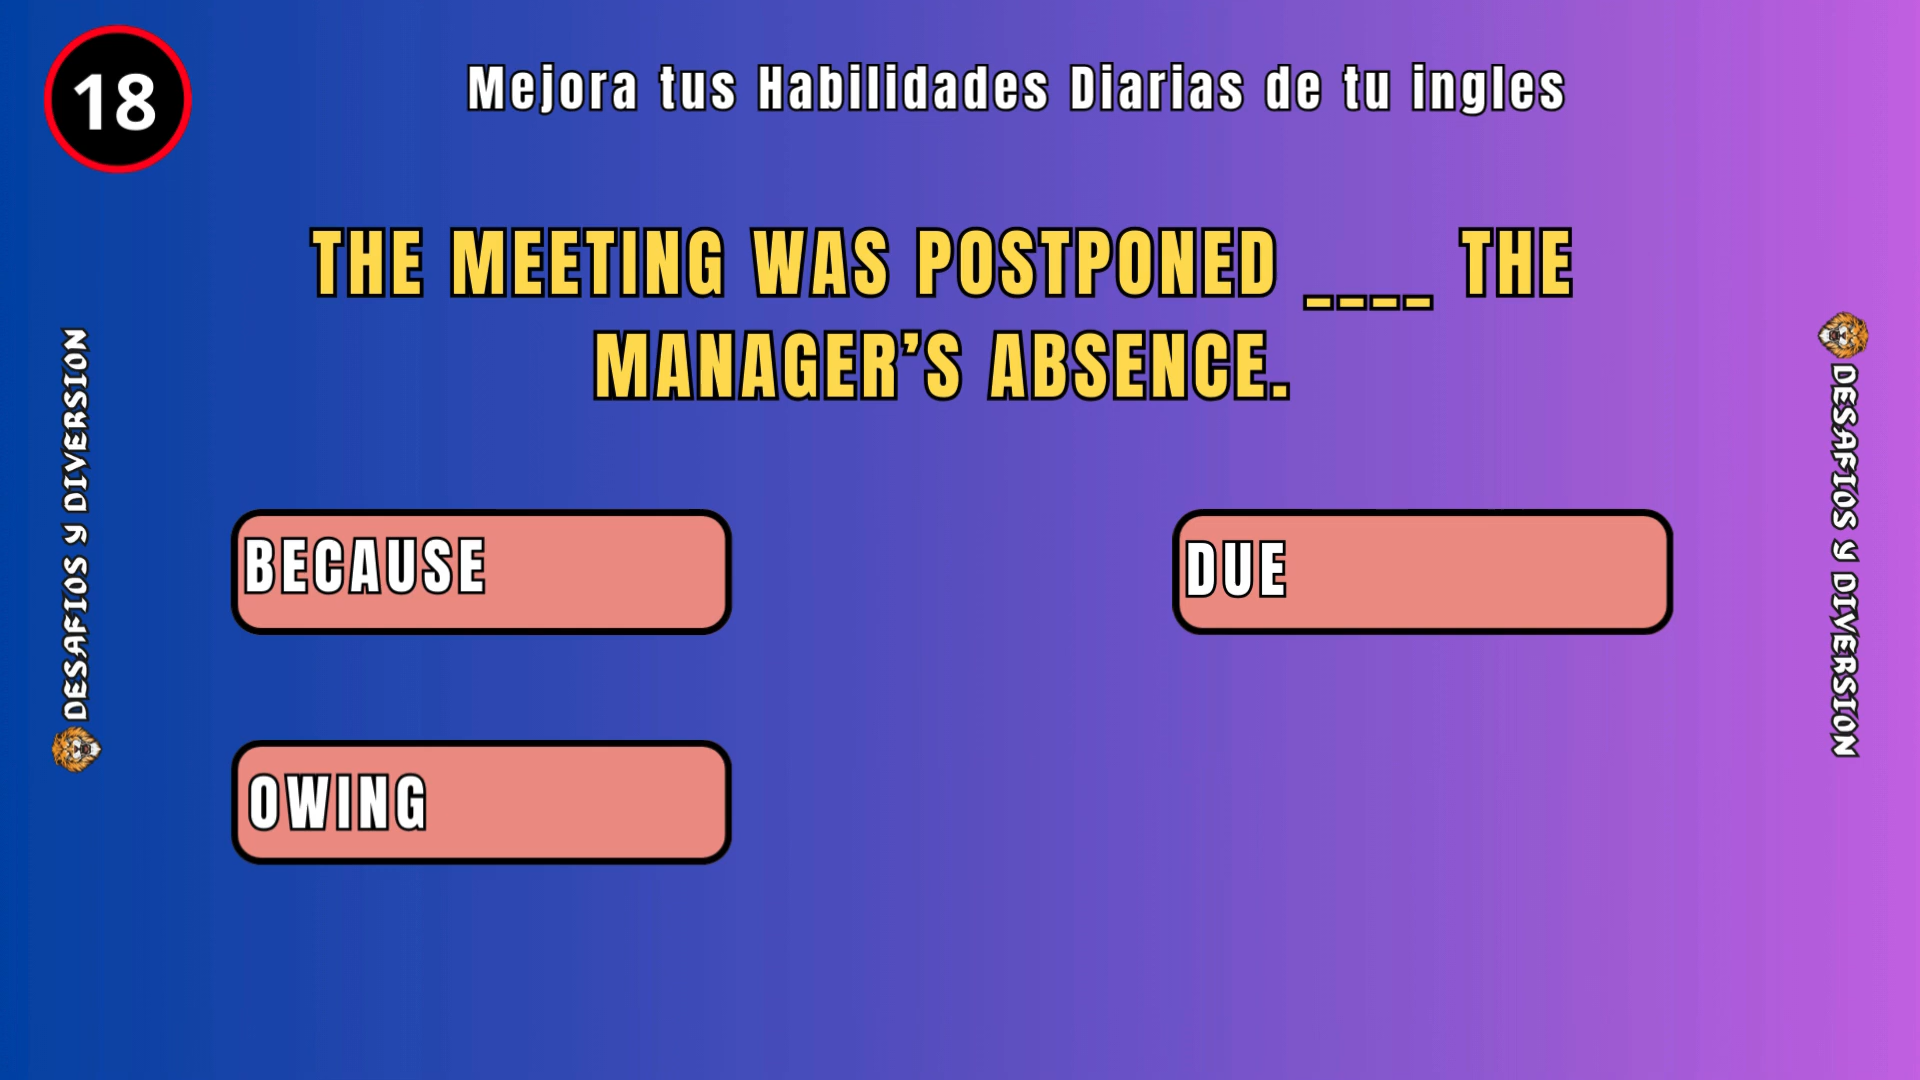 18
Mejora tus Habilidades Diarias de tu ingles
THE MEETING WAS POSTPONED ____ THE
MANAGER’S ABSENCE.
BECAUSE
DUE
OWING
DESAFIOS Y DIVERSION
DESAFIOS Y DIVERSION